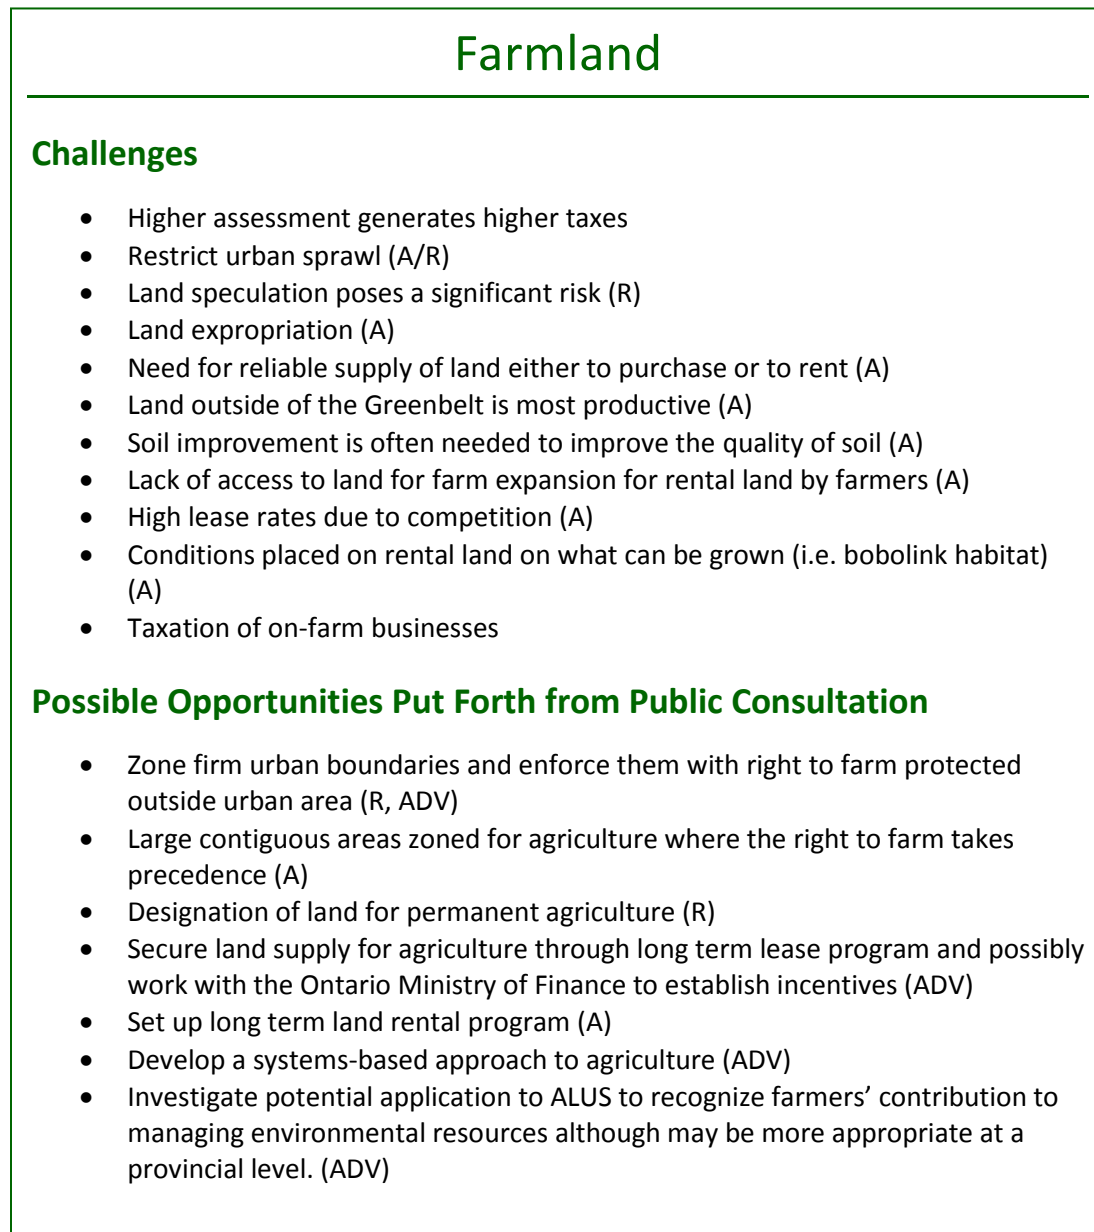 Farmland
Challenges
• Higher assessment generates higher taxes
• Restrict urban sprawl (A/R)
• Land speculation poses a significant risk (R)
• Land expropriation (A)
• Need for reliable supply of land either to purchase or to rent (A)
• Land outside of the Greenbelt is most productive (A)
• Soil improvement is often needed to improve the quality of soil (A)
• Lack of access to land for farm expansion for rental land by farmers (A)
• High lease rates due to competition (A)
• Conditions placed on rental land on what can be grown (i.e. bobolink habitat)
(A)
• Taxation of on-farm businesses
Possible Opportunities Put Forth from Public Consultation
• Zone firm urban boundaries and enforce them with right to farm protected
outside urban area (R, ADV)
• Large contiguous areas zoned for agriculture where the right to farm takes
precedence (A)
• Designation of land for permanent agriculture (R)
• Secure land supply for agriculture through long term lease program and possibly
work with the Ontario Ministry of Finance to establish incentives (ADV)
• Set up long term land rental program (A)
• Develop a systems-based approach to agriculture (ADV)
• Investigate potential application to ALUS to recognize farmers’ contribution to
managing environmental resources although may be more appropriate at a
provincial level. (ADV)